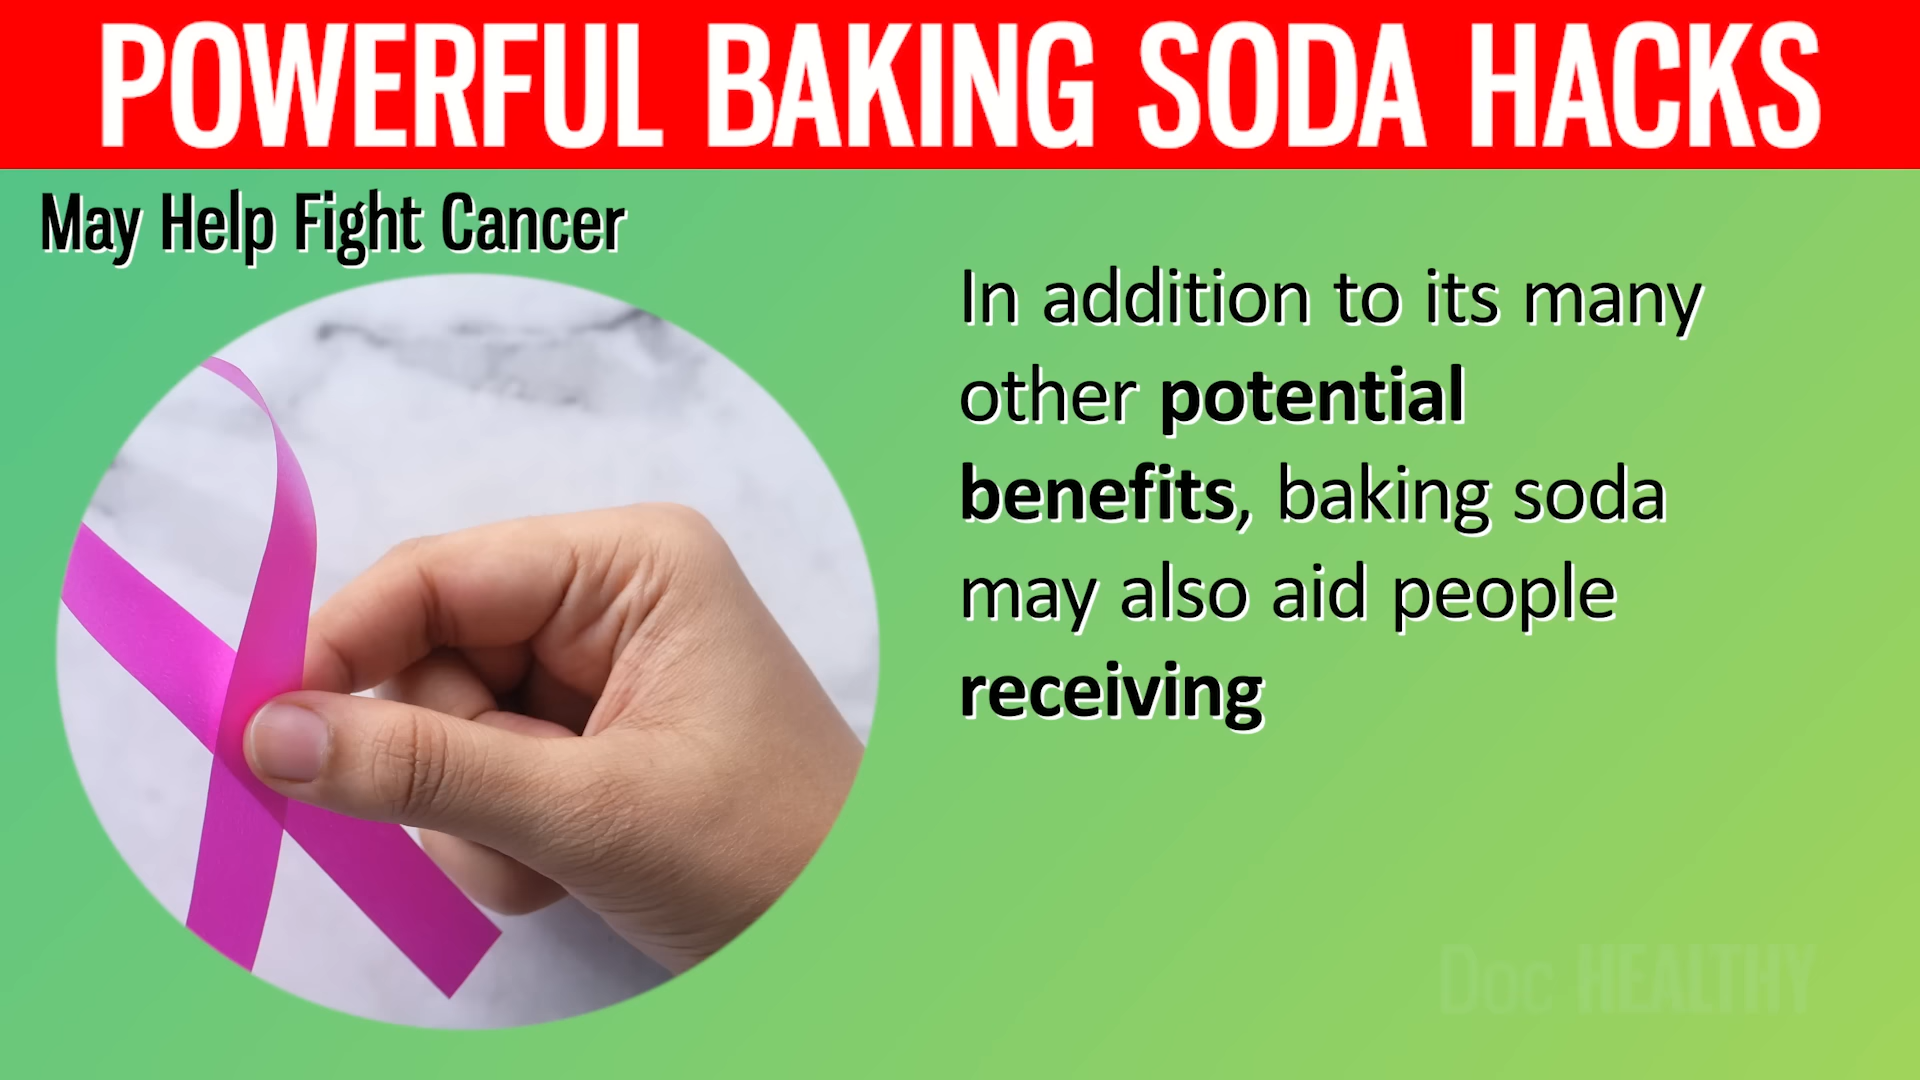 POWERFUL BAKING SODA HACKS
May Help Fight Cancer
In addition to its many
other potential
benefits, baking soda
may also aid people
receiving
Doc HEALTHY